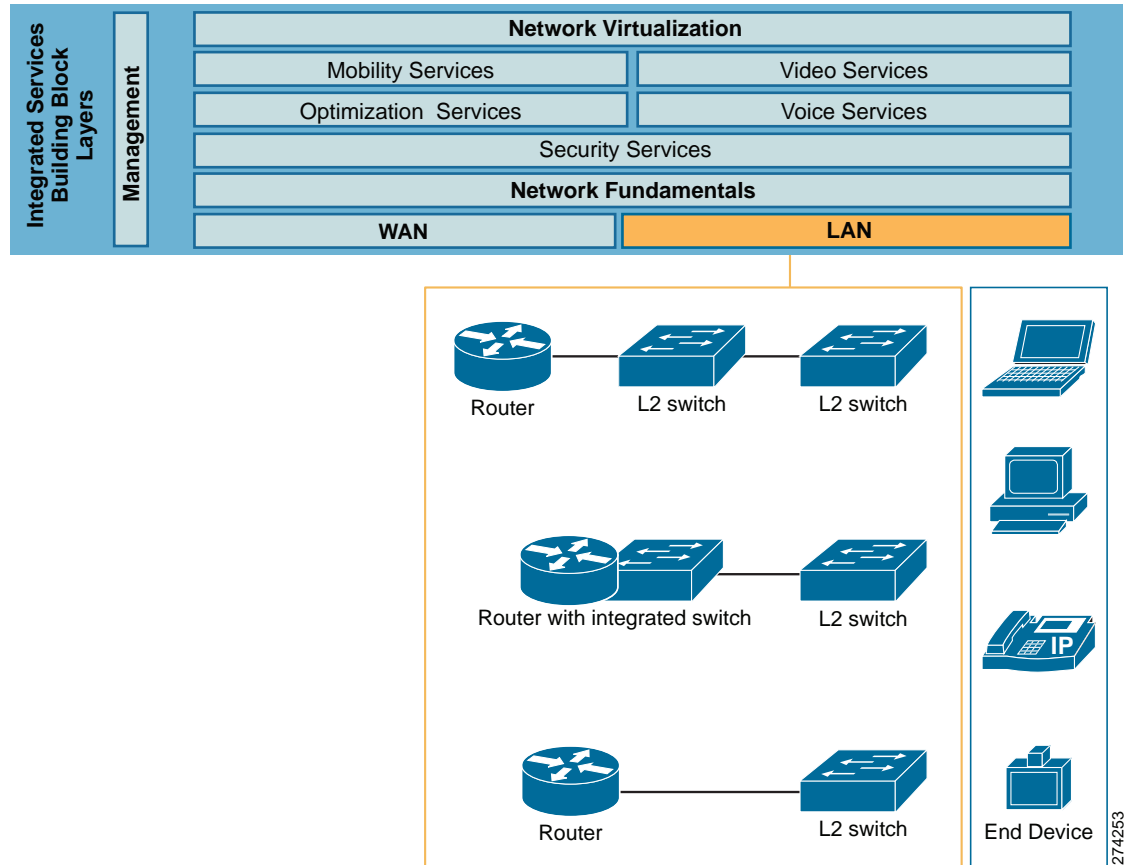 Integrated Services
Building Block
Layers
Management
Network Virtualization
Mobility Services
Video Services
Optimization Services
Voice Services
Security Services
Network Fundamentals
WAN
LAN
Router
L2 switch
L2 switch
Router with integrated switch
L2 switch
IP
Router
L2 switch
End Device
274253